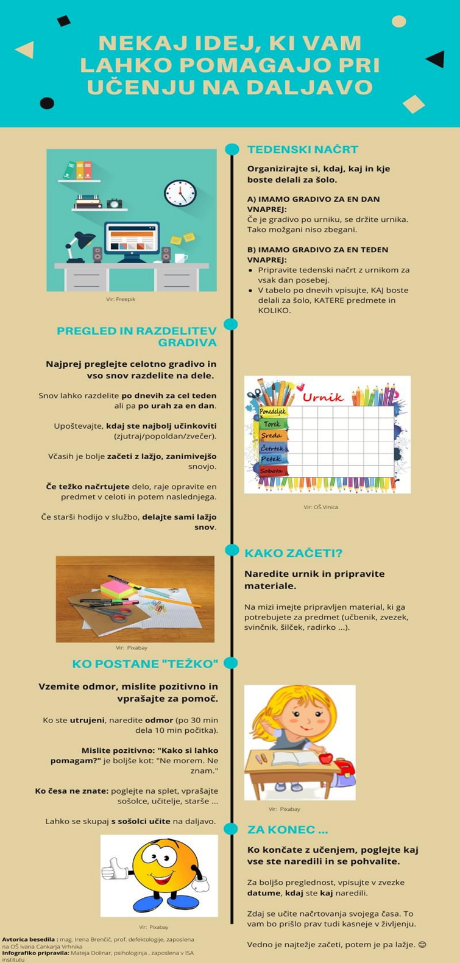 NEKAJ IDEJ, KI VAM
LAHKO POMAGAJO PRI
UČENJU NA DALJAVO
TEDENSKI NAČRT
Organizirajte si, kdaj, kaj in kje
boste delali za šolo.
A) IMAMO GRADIVO ZA EN DAN
VNAPREJ:
Če je gradivo po urniku, se držite urnika.
Tako možgani niso zbegani.
B) IMAMO GRADIVO ZA EN TEDEN
VNAPREJ:
• Pripravite tedenski načrt z urnikom za
vsak dan posebej.
• V tabelo po dnevih vpisujte, KAJ boste
delali za šolo, KATERE predmete in
KOLIKO.
Vir: Freepik
PREGLED IN RAZDELITEV
GRADIVA
Najprej preglejte celotno gradivo in
vso snov razdelite na dele.
Snov lahko razdelite po dnevih za cel teden
ali pa po urah za en dan.
Upoštevajte, kdaj ste najbolj učinkoviti
(zjutraj/popoldan/zvečer).
Včasih je bolje začeti z lažjo, zanimivejšo
snovjo.
Če težko načrtujete delo, raje opravite en
predmet v celoti in potem naslednjega.
Če starši hodijo v službo, delajte sami lažjo
snov.
Urnik
Ponedeljek
Torek
Sreda
Četrtek
Petek
Sobota
Vir: OŠ Vinica
KAKO ZAČETI?
Naredite urnik in pripravite
materiale.
Na mizi imejte pripravljen material, ki ga
potrebujete za predmet (učbenik, zvezek,
svinčnik, šilček, radirko ...).
Vir: Pixabay
KO POSTANE "TEŽKO"
Vzemite odmor, mislite pozitivno in
vprašajte za pomoč.
Ko ste utrujeni, naredite odmor (po 30 min
dela 10 min počitka).
Mislite pozitivno: "Kako si lahko
pomagam?" je boljše kot: "Ne morem. Ne
znam."
Ko česa ne znate: poglejte na splet, vprašajte
sošolce, učitelje, starše ...
Lahko se skupaj s sošolci učite na daljavo.
Vir: Pixabay
ZA KONEC ...
Ko končate z učenjem, poglejte kaj
vse ste naredili in se pohvalite.
Za boljšo preglednost, vpisujte v zvezke
datume, kdaj ste kaj naredili.
Zdaj se učite načrtovanja svojega časa. To
vam bo prišlo prav tudi kasneje v življenju.
Vedno je najtežje začeti, potem je pa lažje. 😊
Vir: Pixabay
Avtorica besedila : mag. Irena Brenčič, prof. defektologije, zaposlena
na OŠ Ivana Cankarja Vrhnika
Infografiko pripravila: Mateja Dolinar, psihologinja , zaposlena v ISA
institutu